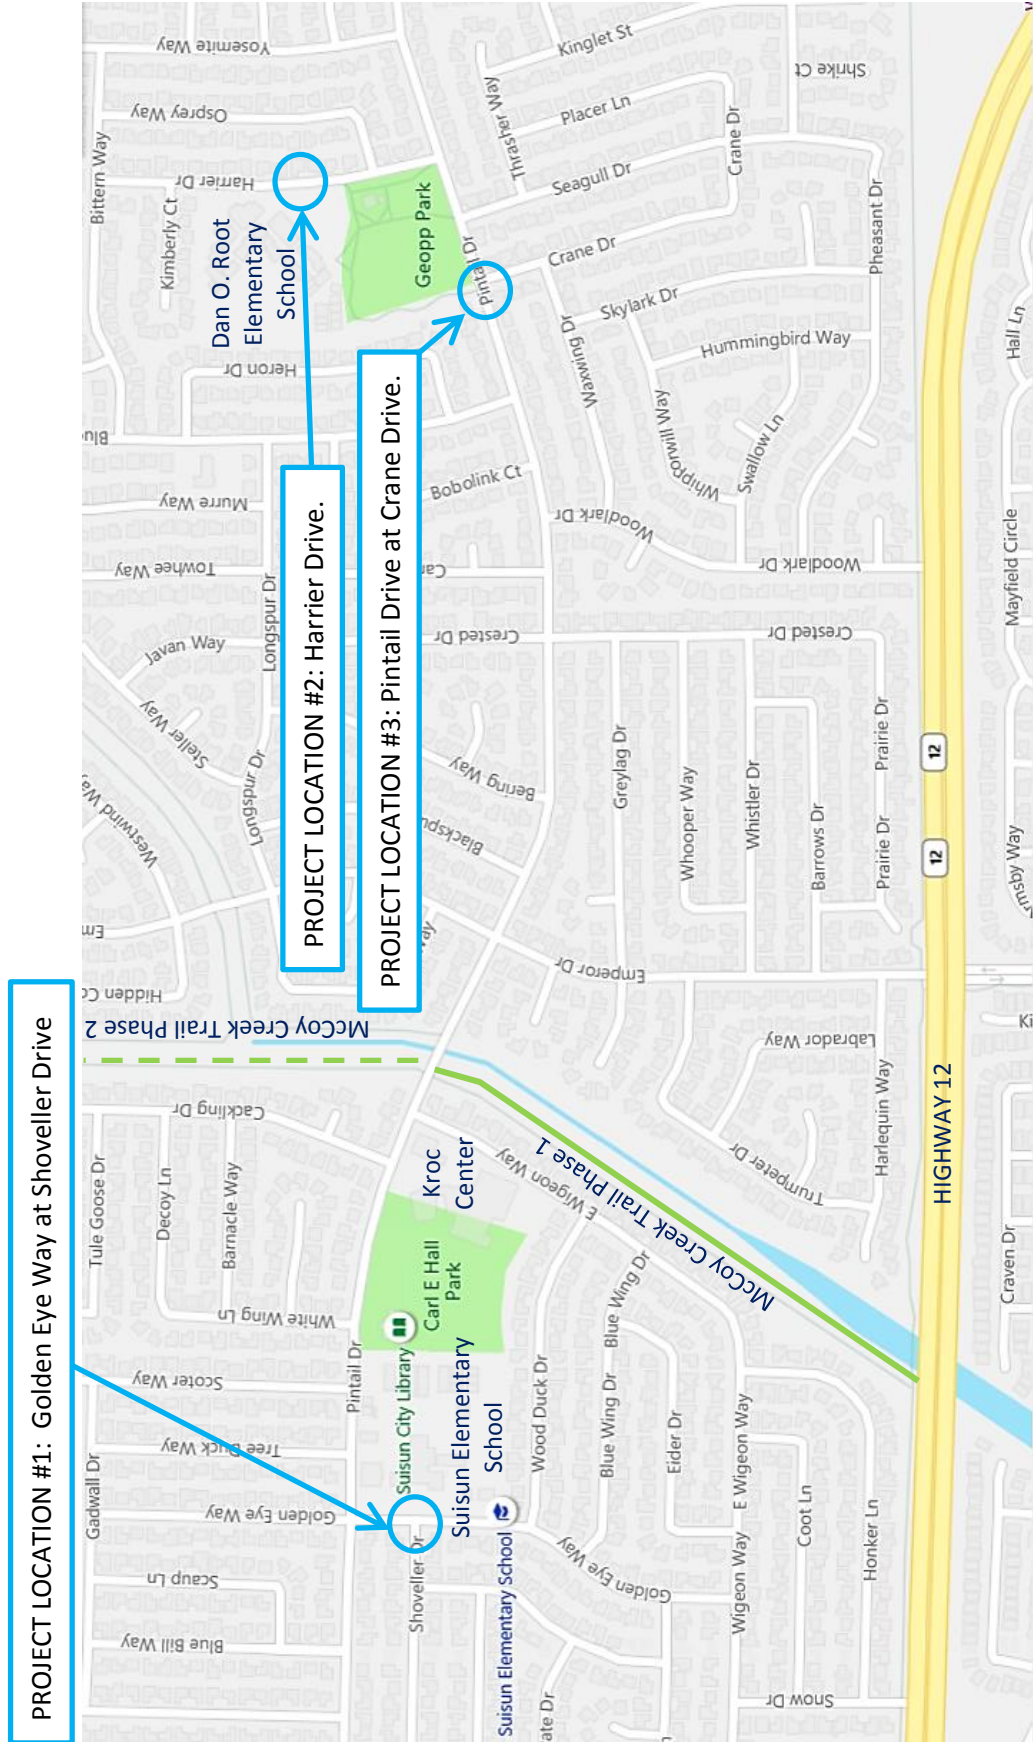 PROJECT LOCATION #1: Golden Eye Way at Shoveller Drive
Gadwall Dr
Tule Goose Dr
Bittern Way
Blue Bill Way
Scaup Ln
Golden Eye Way
Tree Duck Way
Scoter Way
White Wing Ln
Decoy Ln
Barnacle Way
Cackling Dr
Hidden Co
Westwind Wa
Steller Way
Javan Way
Towhee Way
Murre Way
Kimberly Ct
Harrier Dr
Osprey Way
Yosemite Way
Dan O. Root
Elementary
School
Heron Dr
Longspur Dr
Longspur Dr
McCoy Creek Trail Phase 2
PROJECT LOCATION #2: Harrier Drive.
PROJECT LOCATION #3: Pintail Drive at Crane Drive.
Pintail Dr
Pintail Dr
Geopp Park
Suisun City Library
Carl E Hall
Park
Kroc
Center
Shoveller Dr
Suisun Elementary
School
Suisun Elementary School
Bering Way
Crested Dr
Bobolink Ct
Thrasher Way
Kinglet St
Placer Ln
Seagull Dr
Crane Dr
Crane Dr
Shrike Ct
Wood Duck Dr
E Wigeon Way
McCoy Creek Trail Phase 1
Emperor Dr
Woodlark Dr
Waxwing Dr
Skylark Dr
Golden Eye Way
Blue Wing Dr
Blue Wing Dr
Greylag Dr
Eider Dr
Whooper Way
Whipporwill Way
Hummingbird Way
Wigeon Way
E Wigeon Way
Trumpeter Dr
Labrador Way
Whistler Dr
Crested Dr
Woodlark Dr
Swallow Ln
Snow Dr
Coot Ln
Barrows Dr
Honker Ln
Harlequin Way
Prairie Dr
Prairie Dr
Pheasant Dr
HIGHWAY 12
12
12
Craven Dr
Mayfield Circle
Hall Ln